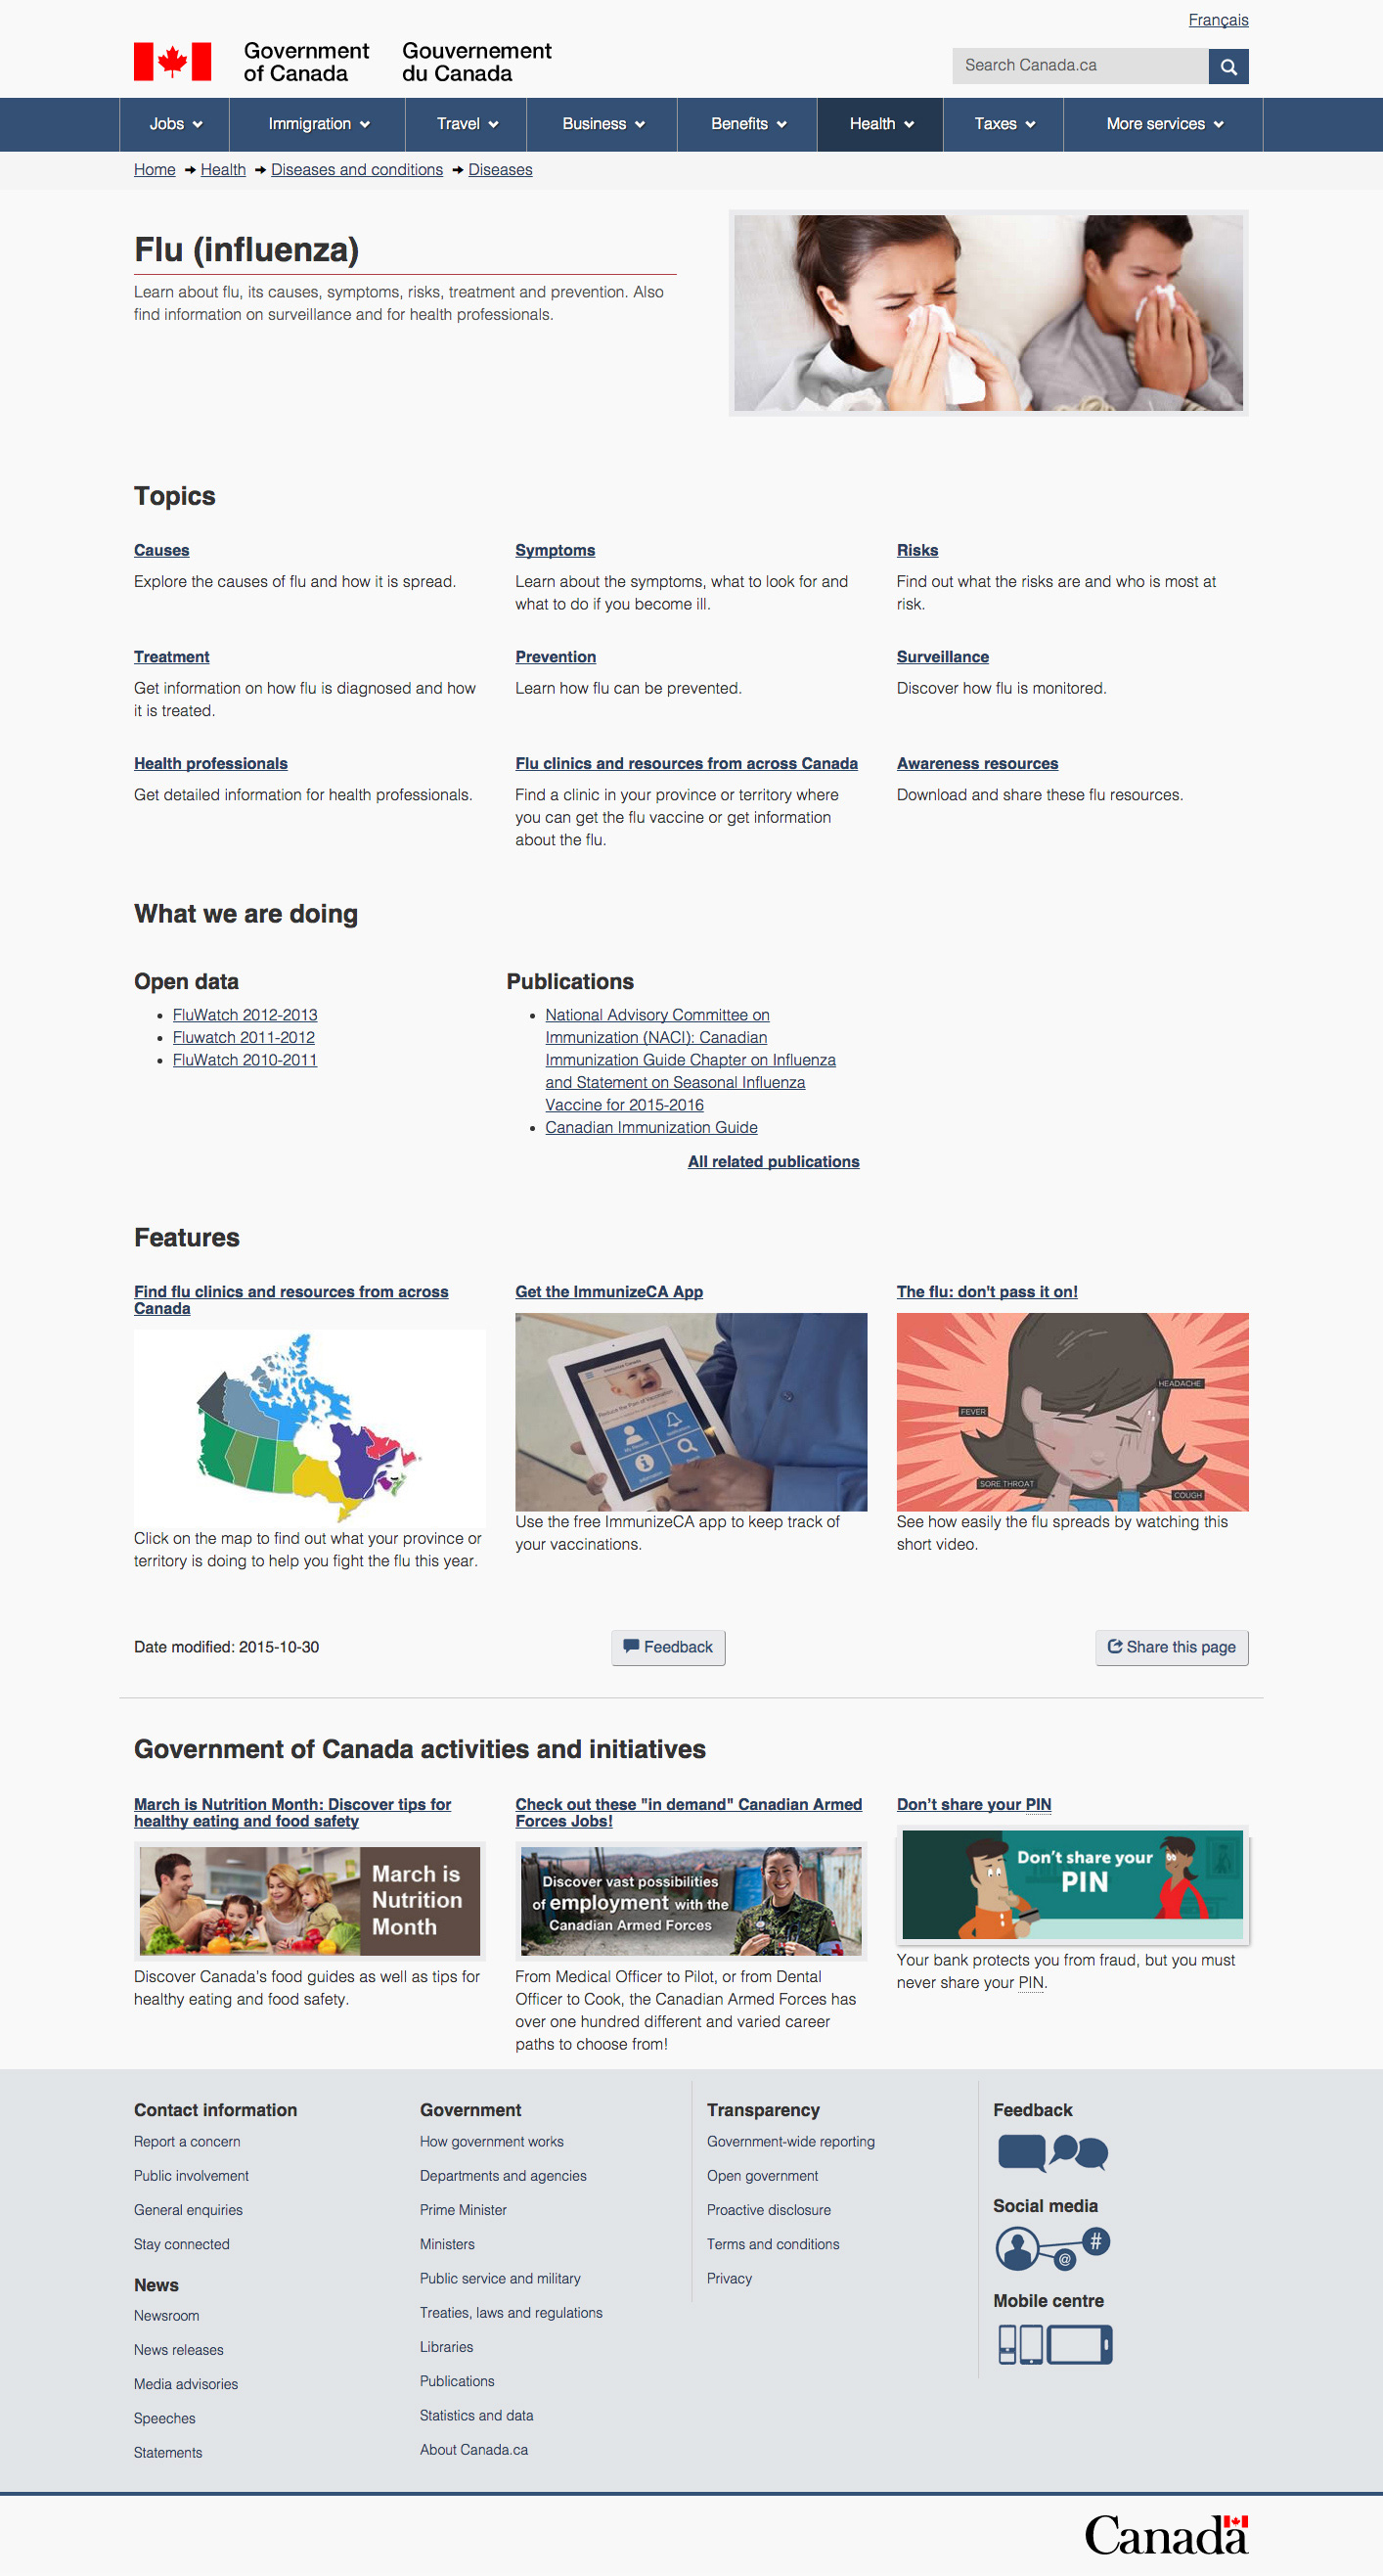 Français
Government
of Canada
Gouvernement
du Canada
Search Canada.ca
Jobs
Immigration
Travel
Business
Benefits
Health
Taxes
More services
Home
Health
Diseases and conditions
Diseases
Flu (influenza)
Learn about flu, its causes, symptoms, risks, treatment and prevention. Also
find information on surveillance and for health professionals.
Topics
Causes
Explore the causes of flu and how it is spread.
Symptoms
Learn about the symptoms, what to look for and
what to do if you become ill.
Risks
Find out what the risks are and who is most at
risk.
Treatment
Get information on how flu is diagnosed and how
it is treated.
Prevention
Learn how flu can be prevented.
Surveillance
Discover how flu is monitored.
Health professionals
Get detailed information for health professionals.
Flu clinics and resources from across Canada
Find a clinic in your province or territory where
you can get the flu vaccine or get information
about the flu.
Awareness resources
Download and share these flu resources.
What we are doing
Open data
FluWatch 2012-2013
Fluwatch 2011-2012
FluWatch 2010-2011
Publications
National Advisory Committee on
Immunization (NACI): Canadian
Immunization Guide Chapter on Influenza
and Statement on Seasonal Influenza
Vaccine for 2015-2016
Canadian Immunization Guide
All related publications
Features
Find flu clinics and resources from across
Canada
Click on the map to find out what your province or
territory is doing to help you fight the flu this year.
Get the ImmunizeCA App
Use the free ImmunizeCA app to keep track of
your vaccinations.
The flu: don't pass it on!
HEADACHE
FEVER
SORE THROAT
COUGH
See how easily the flu spreads by watching this
short video.
Date modified: 2015-10-30
Feedback
Share this page
Government of Canada activities and initiatives
March is Nutrition Month: Discover tips for
healthy eating and food safety
March is
Nutrition
Month
Discover Canada's food guides as well as tips for
healthy eating and food safety.
Check out these "in demand" Canadian Armed
Forces Jobs!
Discover vast possibilities
of employment with the
Canadian Armed Forces
From Medical Officer to Pilot, or from Dental
Officer to Cook, the Canadian Armed Forces has
over one hundred different and varied career
paths to choose from!
Don’t share your PIN
Don’t share your
PIN
Your bank protects you from fraud, but you must
never share your PIN.
Contact information
Report a concern
Public involvement
General enquiries
Stay connected
News
Newsroom
News releases
Media advisories
Speeches
Statements
Government
How government works
Departments and agencies
Prime Minister
Ministers
Public service and military
Treaties, laws and regulations
Libraries
Publications
Statistics and data
About Canada.ca
Transparency
Government-wide reporting
Open government
Proactive disclosure
Terms and conditions
Privacy
Feedback
Social media
#
@
Mobile centre
Canada